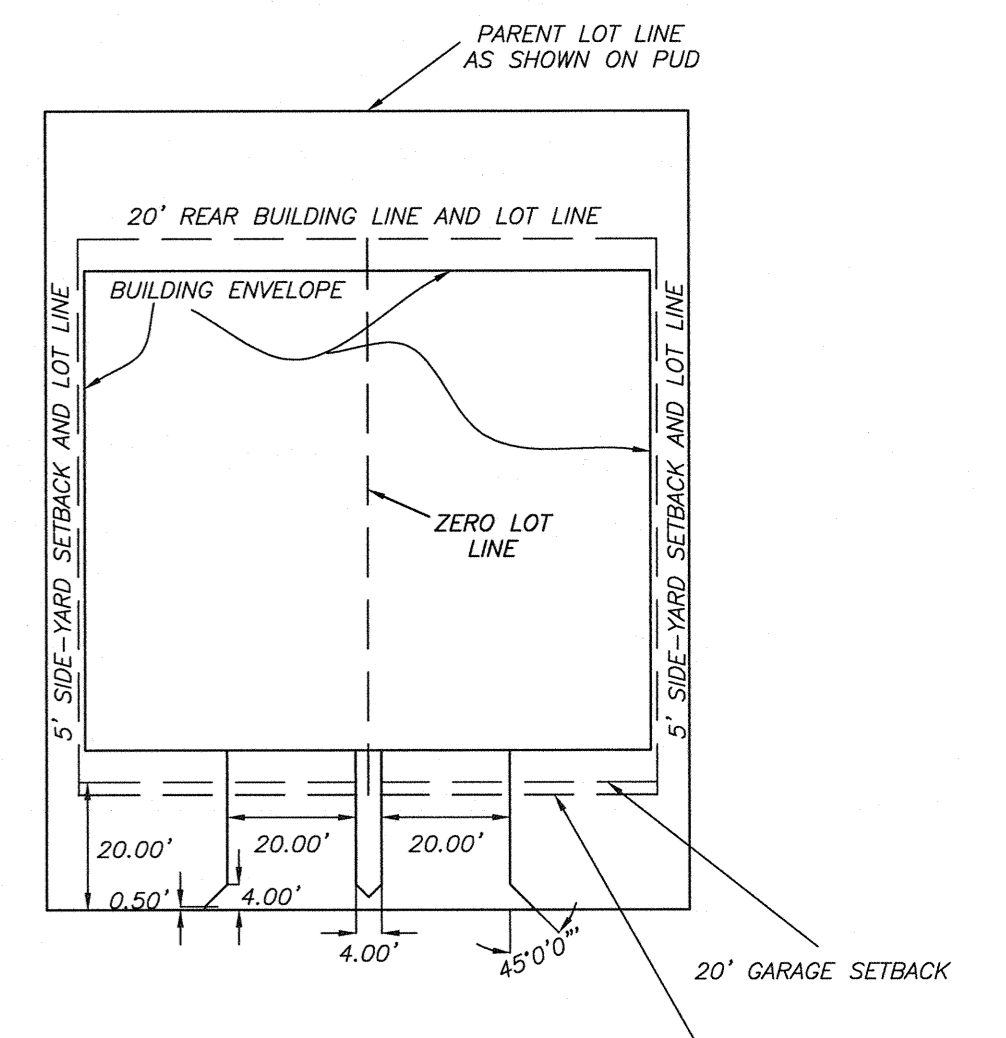 PARENT LOT LINE
AS SHOWN ON PUD
20' REAR BUILDING LINE AND LOT LINE
BUILDING ENVELOPE
5' SIDE-YARD SETBACK AND LOT LINE
5' SIDE-YARD SETBACK AND LOT LINE
ZERO LOT
LINE
20.00'
20.00'
20.00'
0.50'
4.00'
4.00'
45°0'0"'
20' GARAGE SETBACK